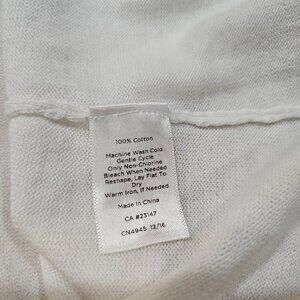 100% Cotton
Machine Wash Cold
Gentle Cycle
Only Non-Chlorine
Bleach When Needed
Reshape, Lay Flat To
Dry
Warm Iron, If Needed
Made In China
CA #23147
CN4945 12/16